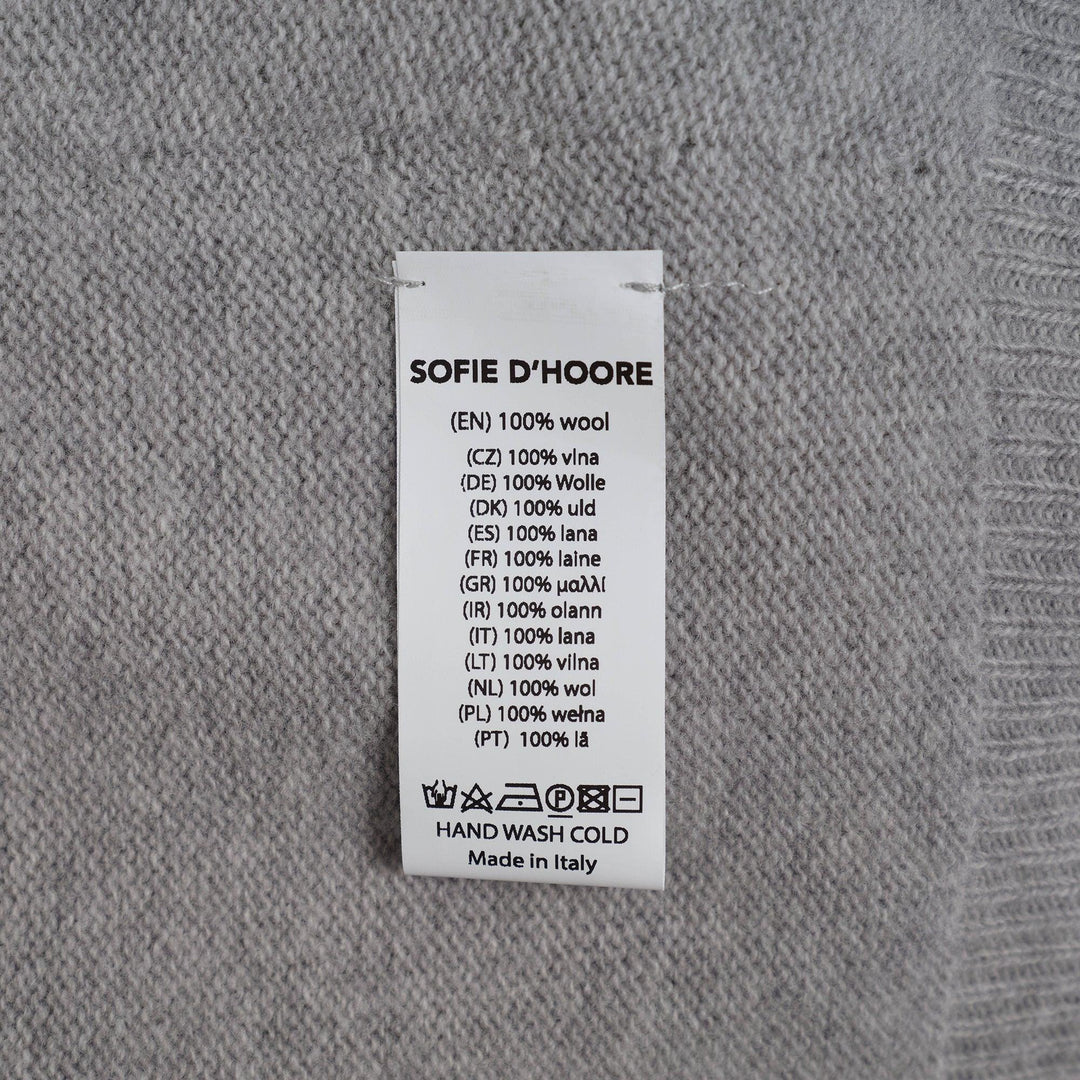 SOFIE D'HOORE
(EN) 100% wool
(CZ) 100% vlna
(DE) 100% Wolle
(DK) 100% uld
(ES) 100% lana
(FR) 100% laine
(GR) 100% μαλλί
(IR) 100% olann
(IT) 100% lana
(LT) 100% vilna
(NL) 100% wol
(PL) 100% wełna
(PT) 100% lã
P
HAND WASH COLD
Made in Italy